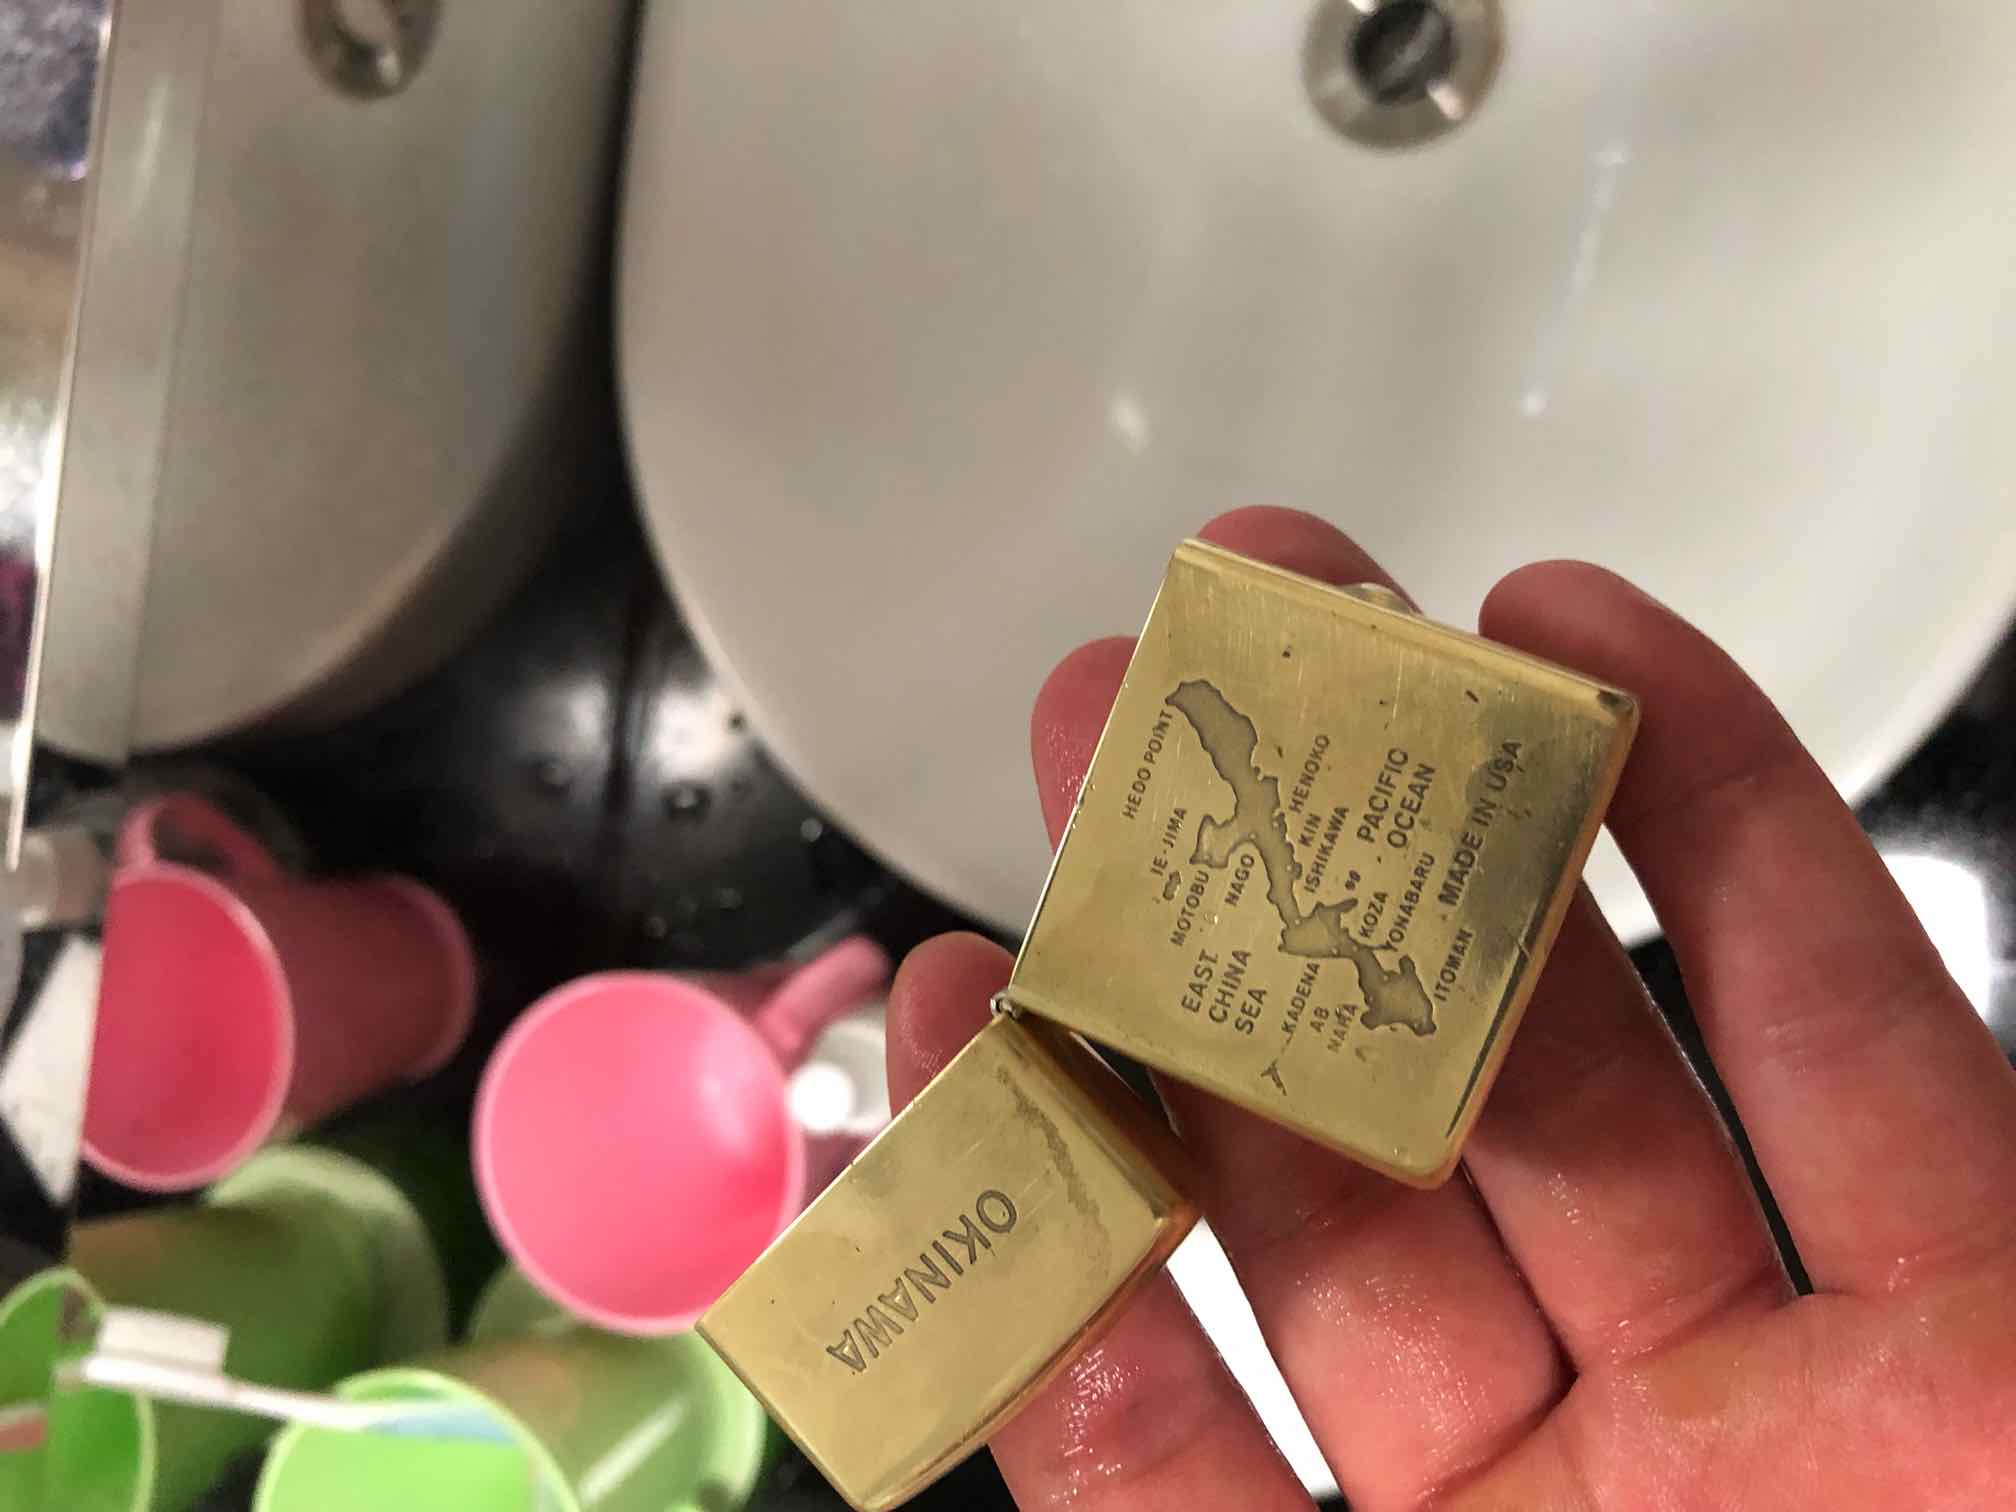 OKINAWA
HEDO POINT
IE-JIMA
MOTOBU
NAGO
HENOKO
KIN
ISHIKAWA
PACIFIC
OCEAN
EAST
CHINA
SEA
KOZA
YONABARU
KADENA
AB
NAHA
ITOMAN
MADE IN USA